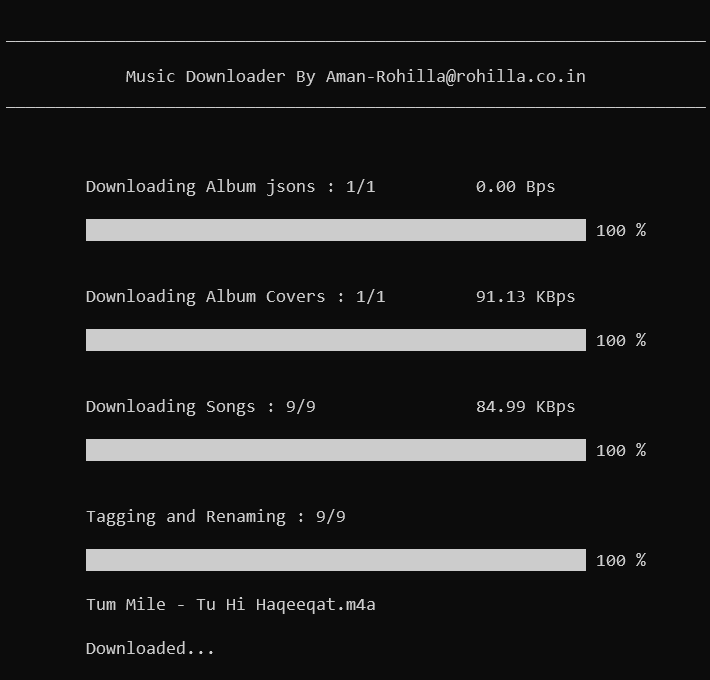 Music Downloader By Aman-Rohilla@rohilla.co.in
Downloading Album jsons : 1/1 0.00 Bps
100 %
Downloading Album Covers : 1/1 91.13 KBps
100 %
Downloading Songs : 9/9 84.99 KBps
100 %
Tagging and Renaming : 9/9
100 %
Tum Mile - Tu Hi Haqeeqat.m4a
Downloaded...